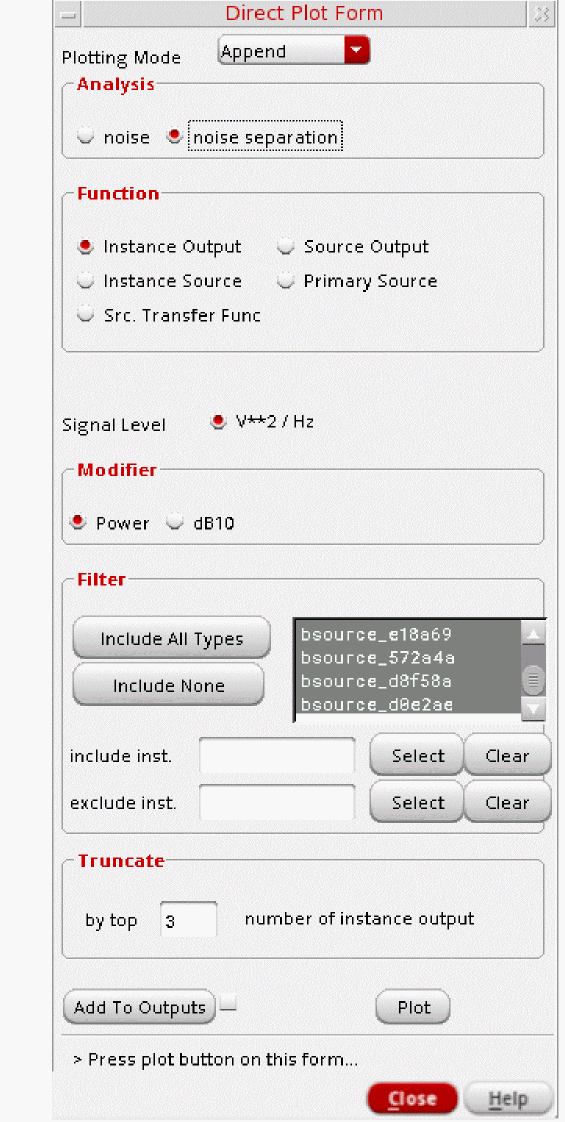 Direct Plot Form
Plotting Mode Append
Analysis
noise noise separation
Function
Instance Output Source Output
Instance Source Primary Source
Src. Transfer Func
Signal Level V**2 / Hz
Modifier
Power dB10
Filter
Include All Types
Include None
bsource_e18a69
bsource_572a4a
bsource_d8f58a
bsource_d0e2ae
include inst. Select Clear
exclude inst. Select Clear
Truncate
by top 3 number of instance output
Add To Outputs Plot
> Press plot button on this form...
Close Help